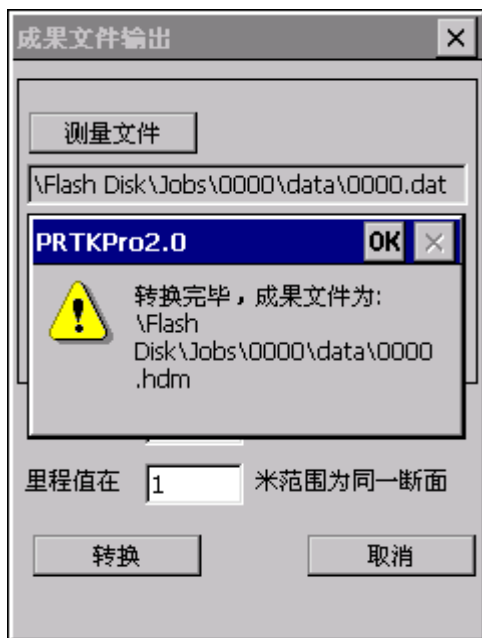 成果文件输出
测量文件
\Flash Disk\Jobs\0000\data\0000.dat
PRTKPro2.0 OK
转换完毕，成果文件为:
\Flash
Disk\Jobs\0000\data\0000
.hdm
里程值在 1 米范围为同一断面
转换 取消